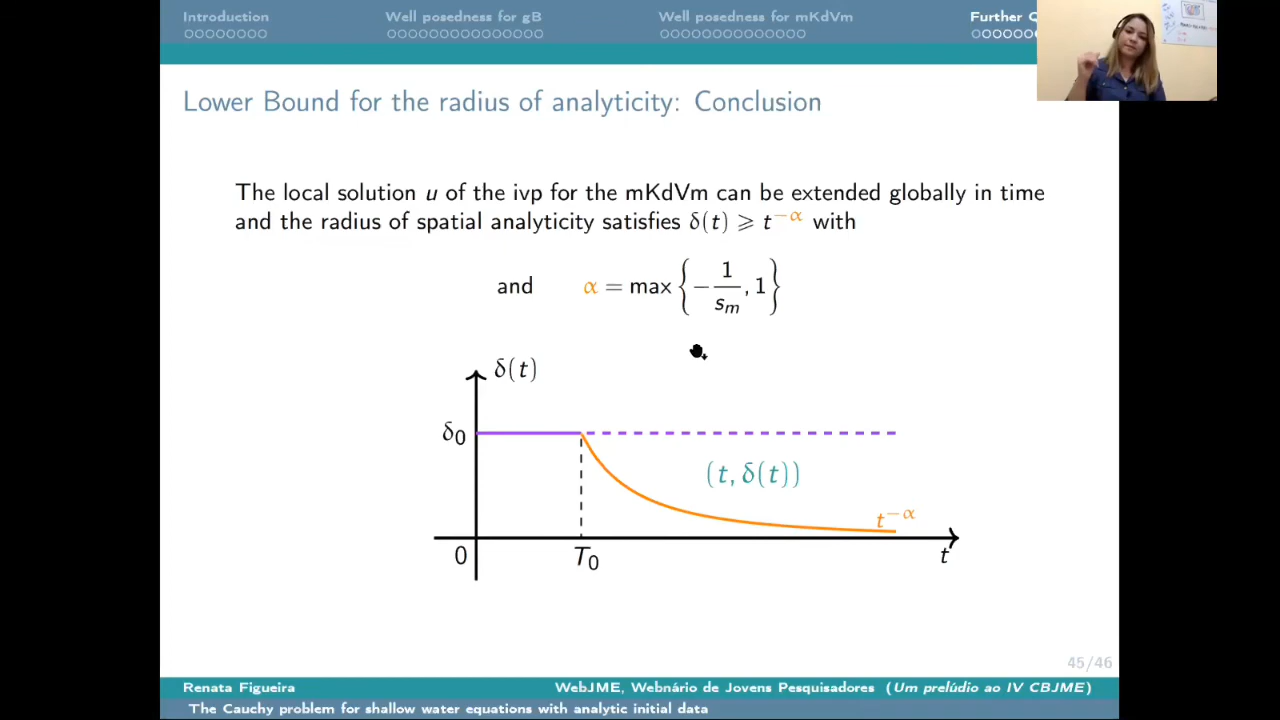 Introduction
Well posedness for gB
Well posedness for mKdVm
Further Q
Lower Bound for the radius of analyticity: Conclusion
The local solution u of the ivp for the mKdVm can be extended globally in time
and the radius of spatial analyticity satisfies δ(t) ⩾ t^{−α} with
and α = max { − 1/s_m , 1 }
δ(t)
δ₀
(t, δ(t))
t^{−α}
0
T₀
t
45/46
Renata Figueira
WebJME, Webnário de Jovens Pesquisadores (Um prelúdio ao IV CBJME)
The Cauchy problem for shallow water equations with analytic initial data